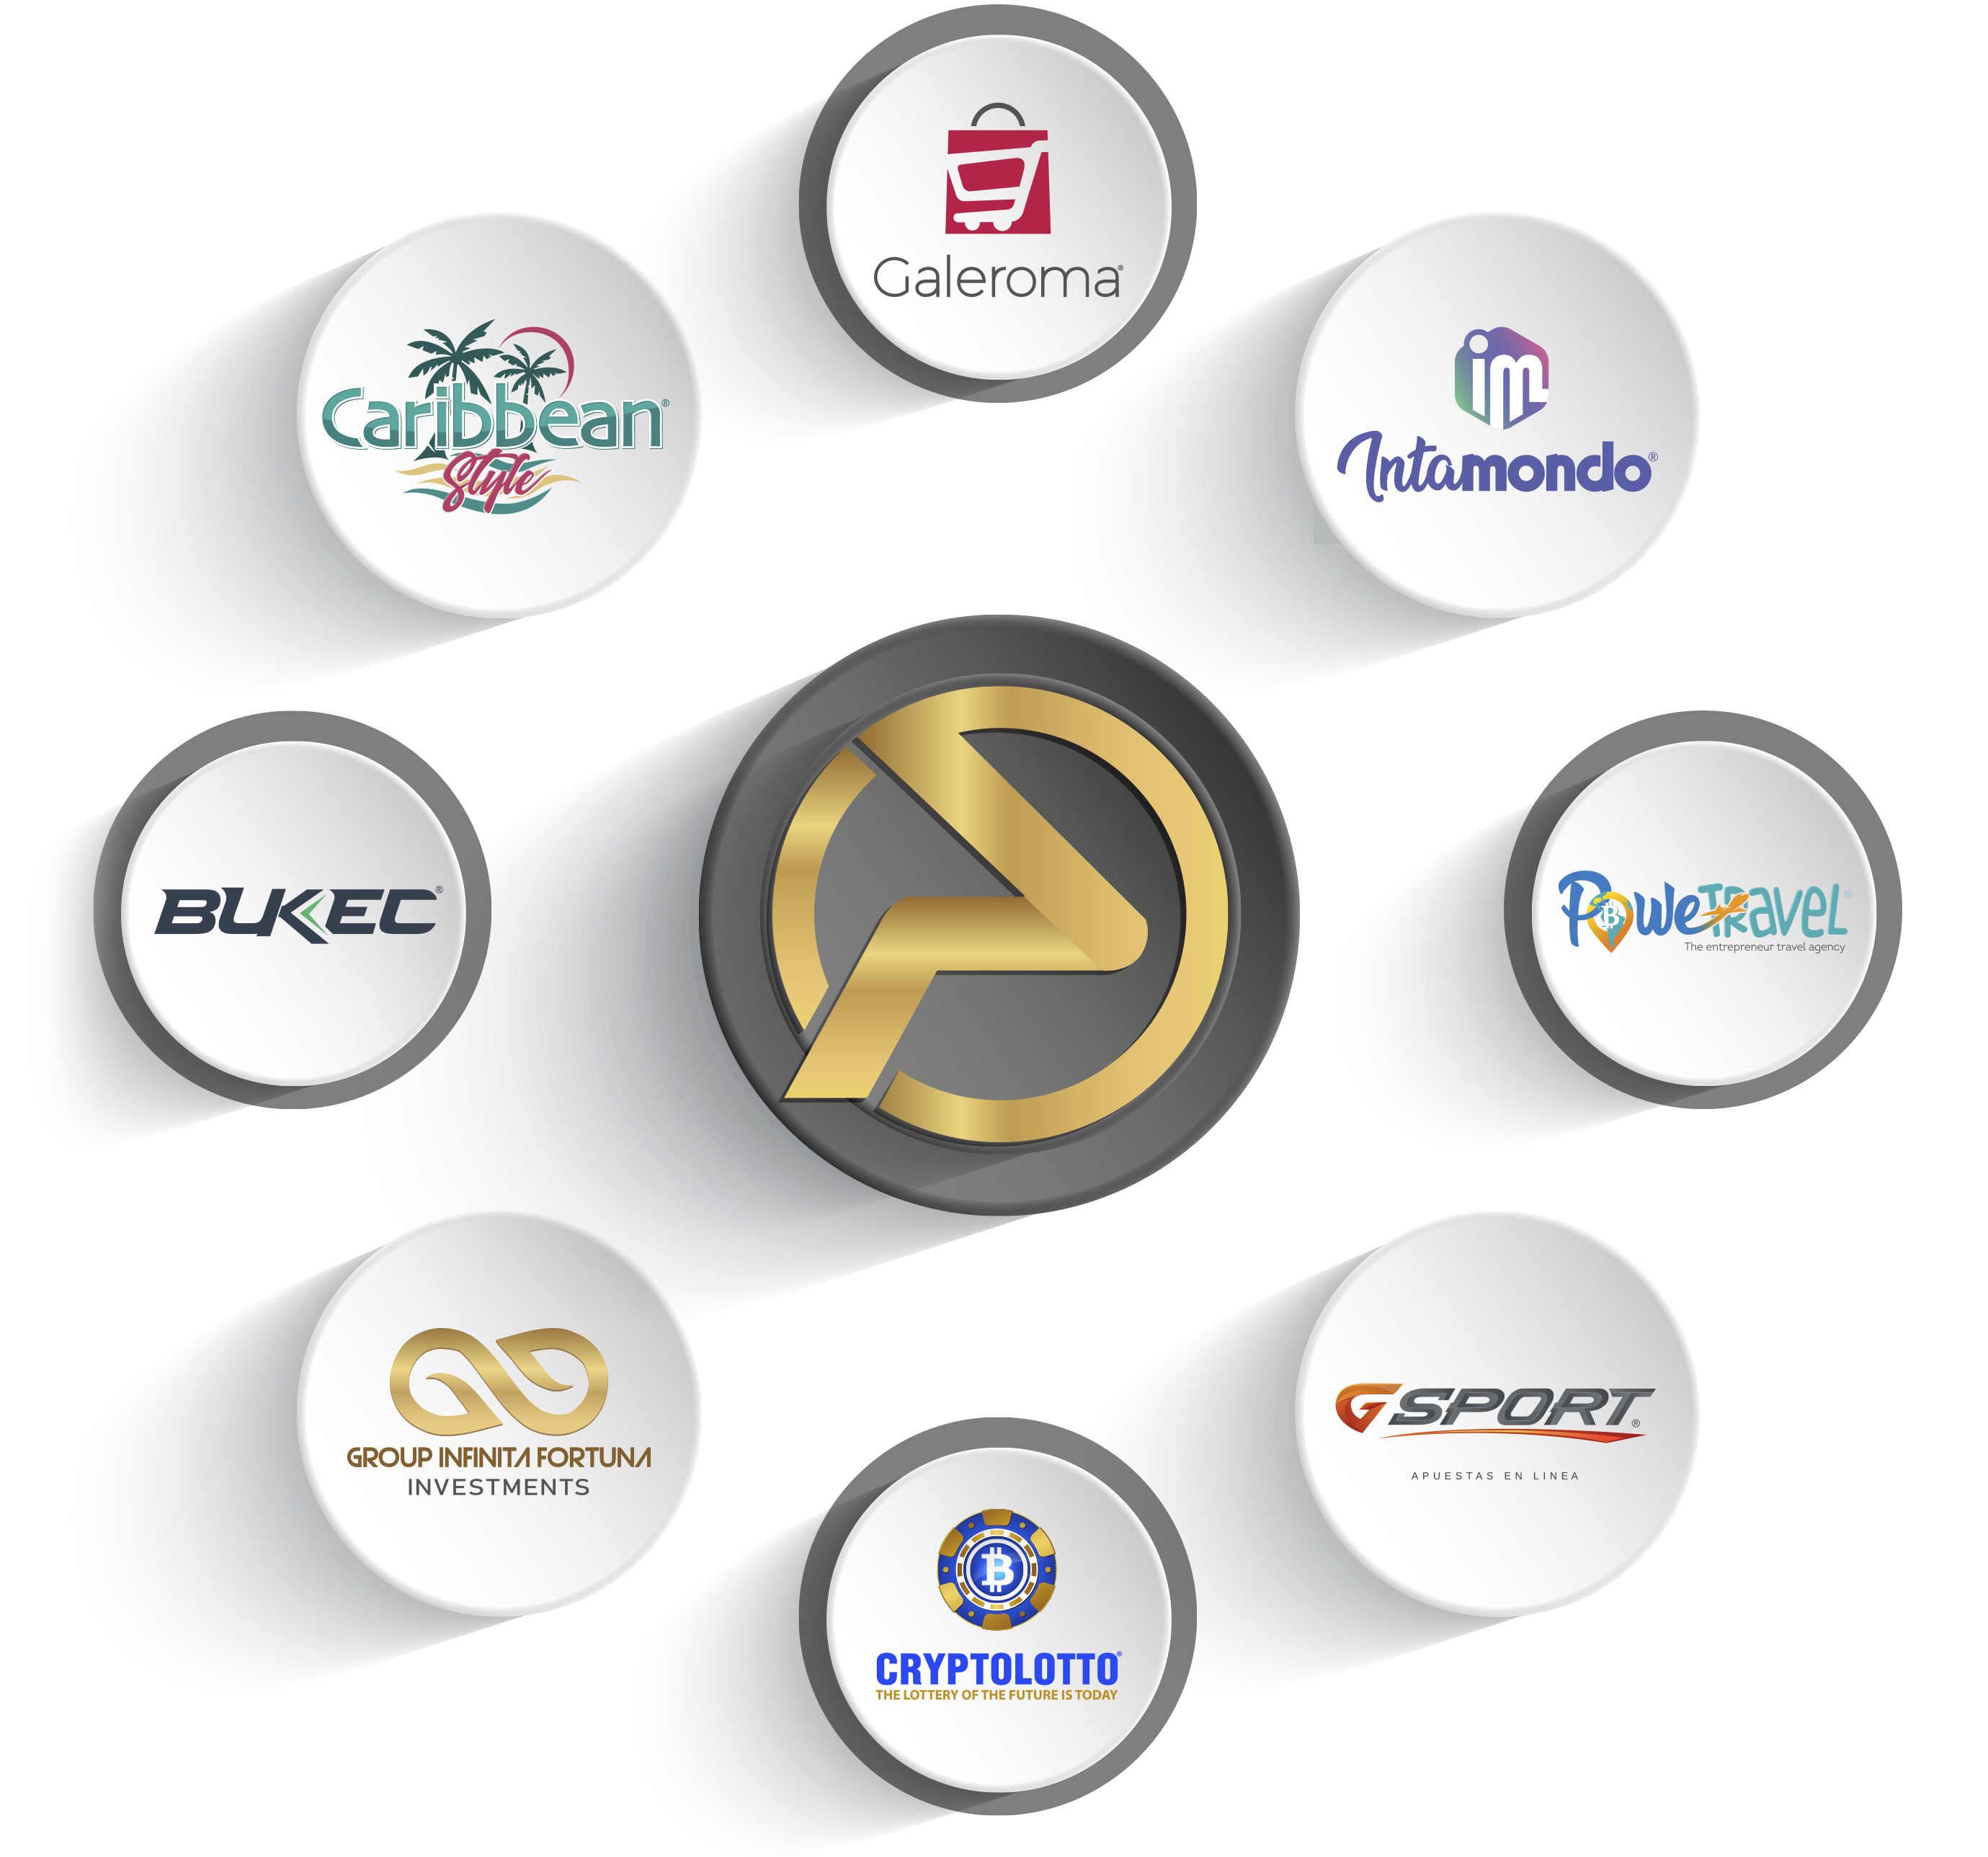 Galeroma®
Caribbean®
Style
im
Intamondo®
BUKEC®
PoweTRavel®
The entrepreneur travel agency
GROUP INFINITA FORTUNA
INVESTMENTS
GSPORT®
APUESTAS EN LINEA
CRYPTOLOTTO®
THE LOTTERY OF THE FUTURE IS TODAY